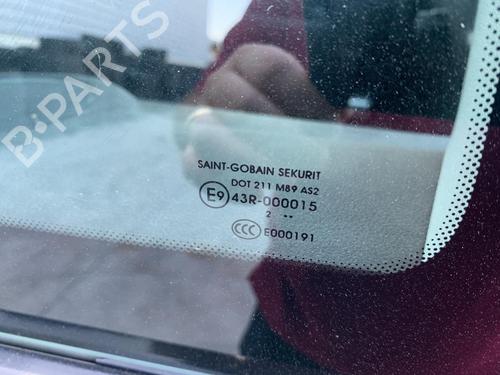 B-Parts
SAINT-GOBAIN SEKURIT
DOT 211 M89 AS2
E9 43R-000015
2 ..
CCC E000191